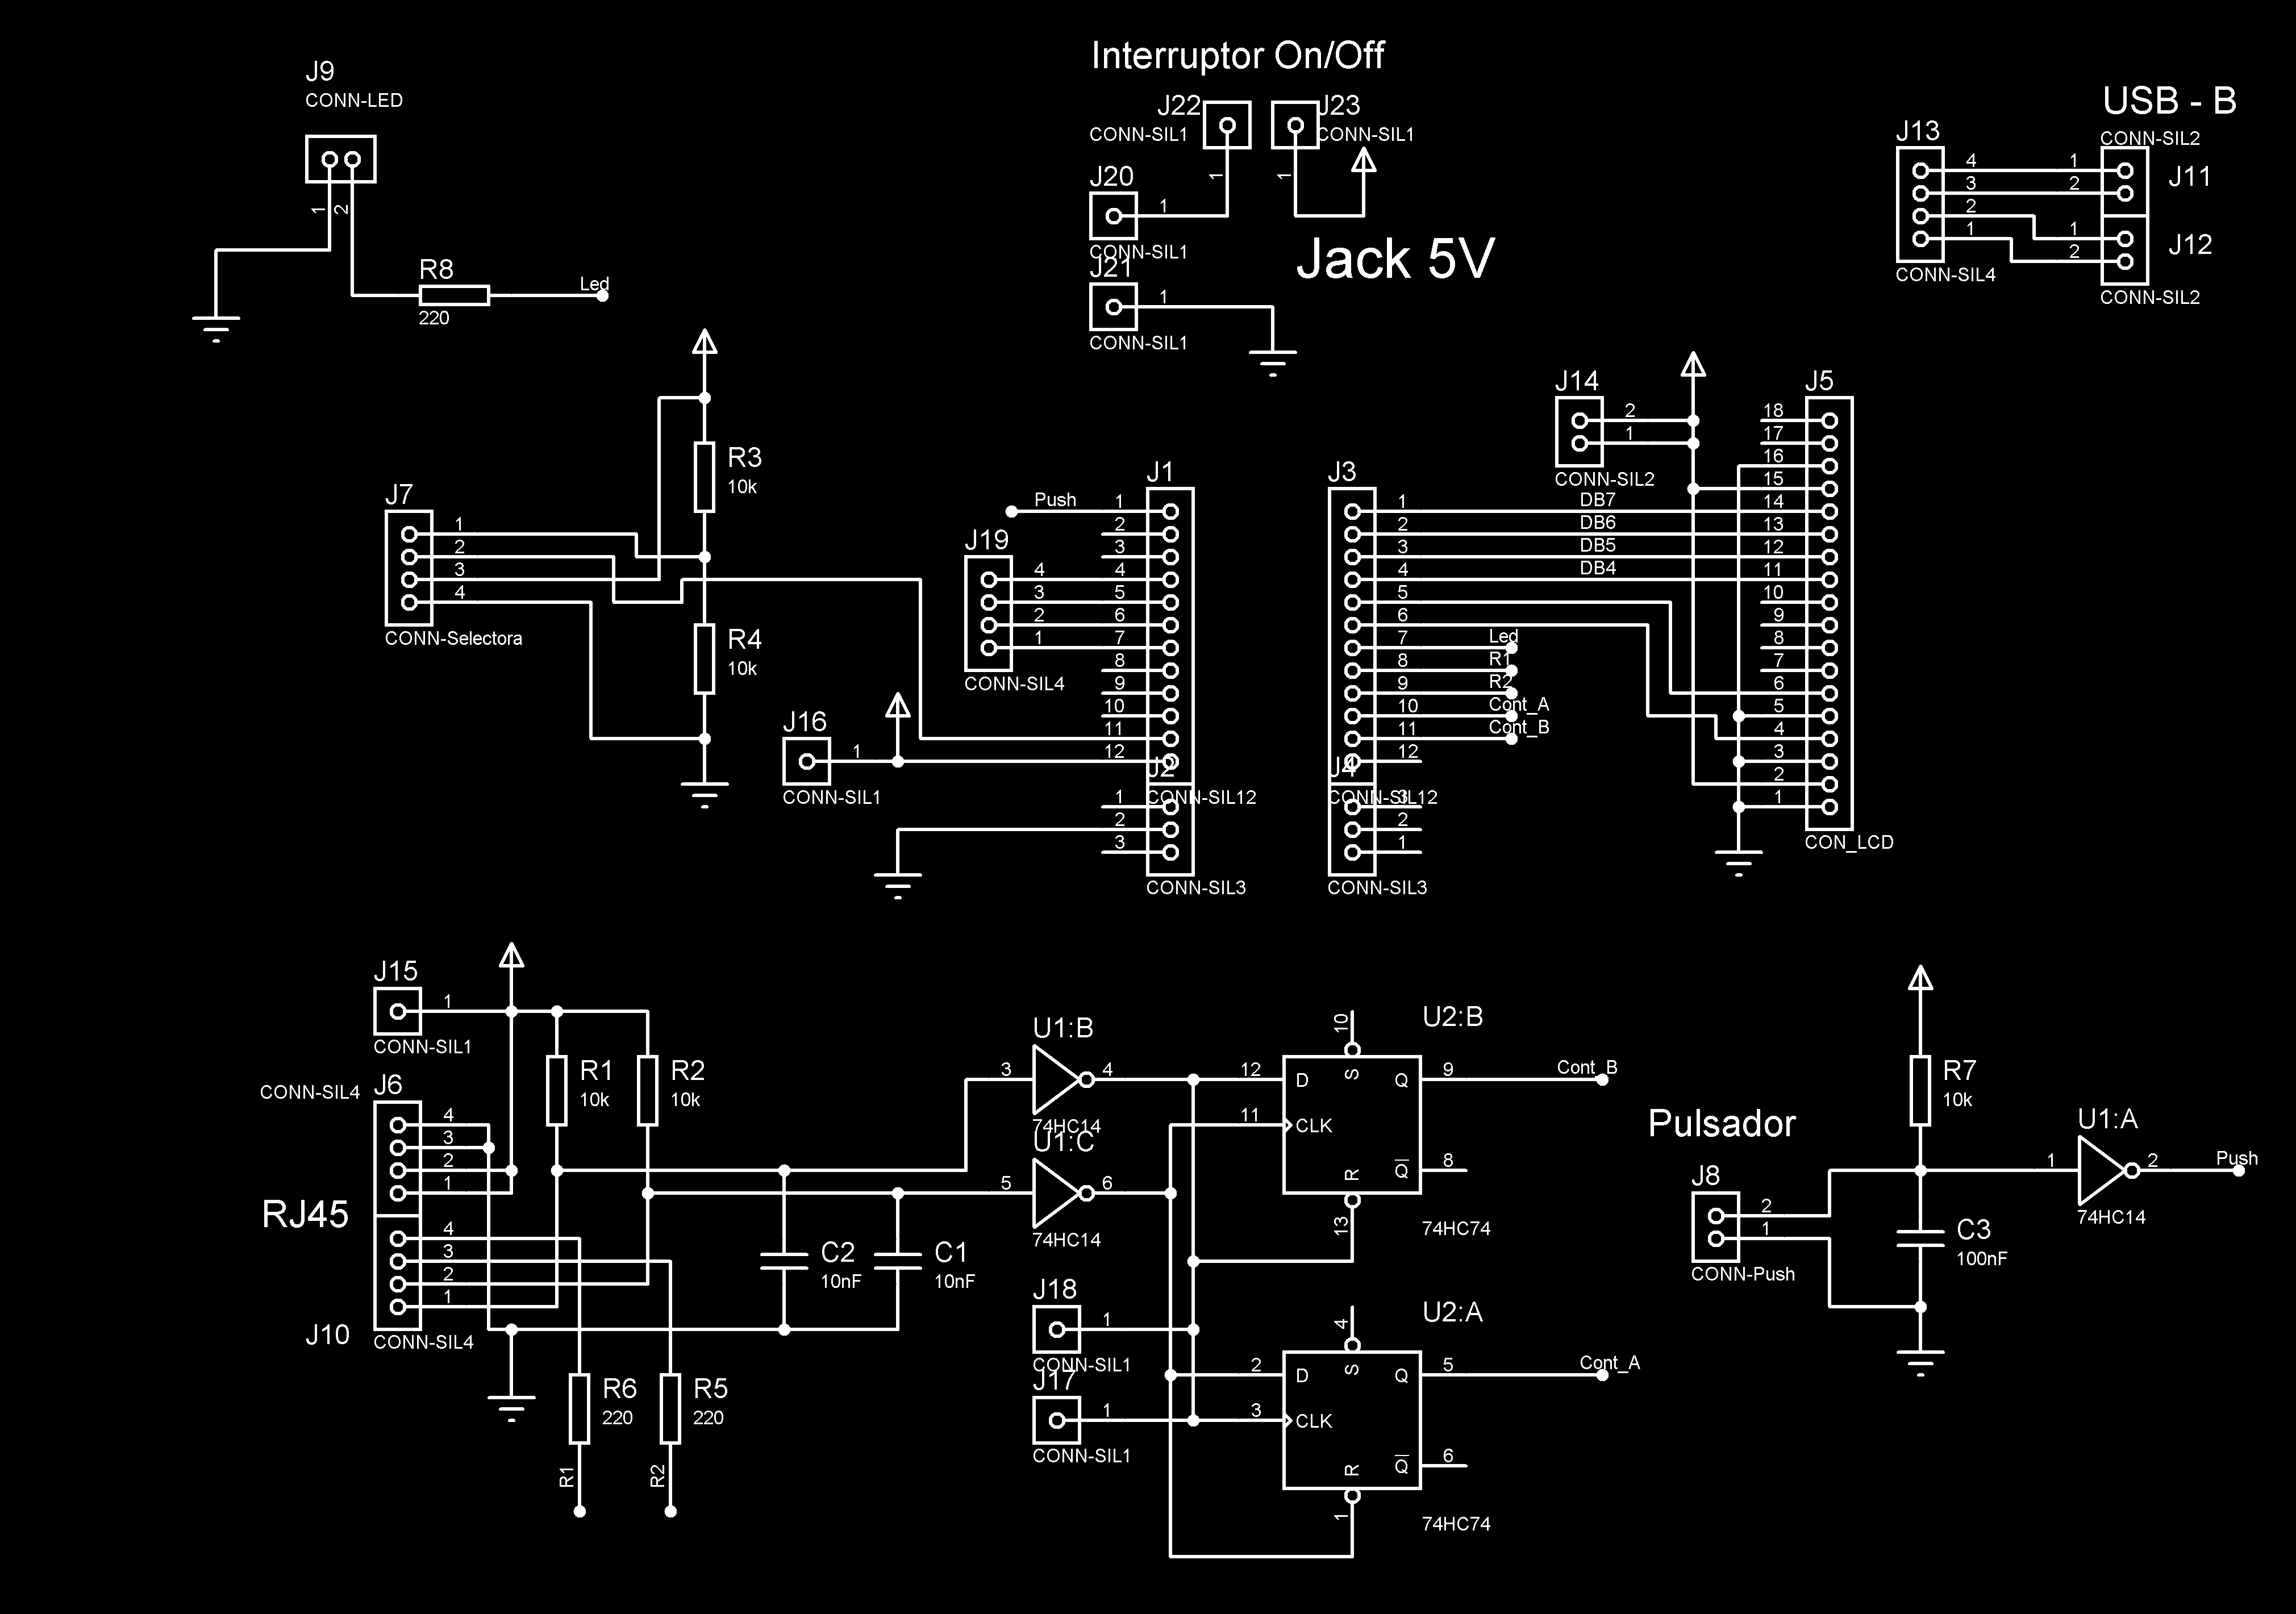 Interruptor On/Off
J9
CONN-LED
1
2
R8
220
Led
J22
CONN-SIL1
1
J23
CONN-SIL1
1
J20
1
CONN-SIL1
J21
1
CONN-SIL1
Jack 5V
USB - B
J13
4
3
2
1
CONN-SIL4
CONN-SIL2
1
2
J11
1
2
J12
CONN-SIL2
J7
1
2
3
4
CONN-Selectora
R3
10k
R4
10k
J16
1
CONN-SIL1
J19
4
3
2
1
CONN-SIL4
Push
J1
1
2
3
4
5
6
7
8
9
10
11
12
CONN-SIL12
J2
1
2
3
CONN-SIL3
J3
1
2
3
4
5
6
7
8
9
10
11
12
CONN-SIL12
J4
3
2
1
CONN-SIL3
DB7
DB6
DB5
DB4
Led
R1
R2
Cont_A
Cont_B
J14
2
1
CONN-SIL2
J5
18
17
16
15
14
13
12
11
10
9
8
7
6
5
4
3
2
1
CON_LCD
J15
1
CONN-SIL1
CONN-SIL4
J6
4
3
2
1
RJ45
4
3
2
1
J10
CONN-SIL4
R1
10k
R2
10k
R6
220
R5
220
R1
R2
C2
10nF
C1
10nF
U1:B
3
4
74HC14
U1:C
5
6
74HC14
J18
1
CONN-SIL1
J17
1
CONN-SIL1
U2:B
10
12
D
S
Q
9
Cont_B
11
CLK
R
Q
8
13
74HC74
U2:A
4
2
D
S
Q
5
Cont_A
3
CLK
R
Q
6
1
74HC74
Pulsador
J8
2
1
CONN-Push
R7
10k
C3
100nF
U1:A
1
2
74HC14
Push